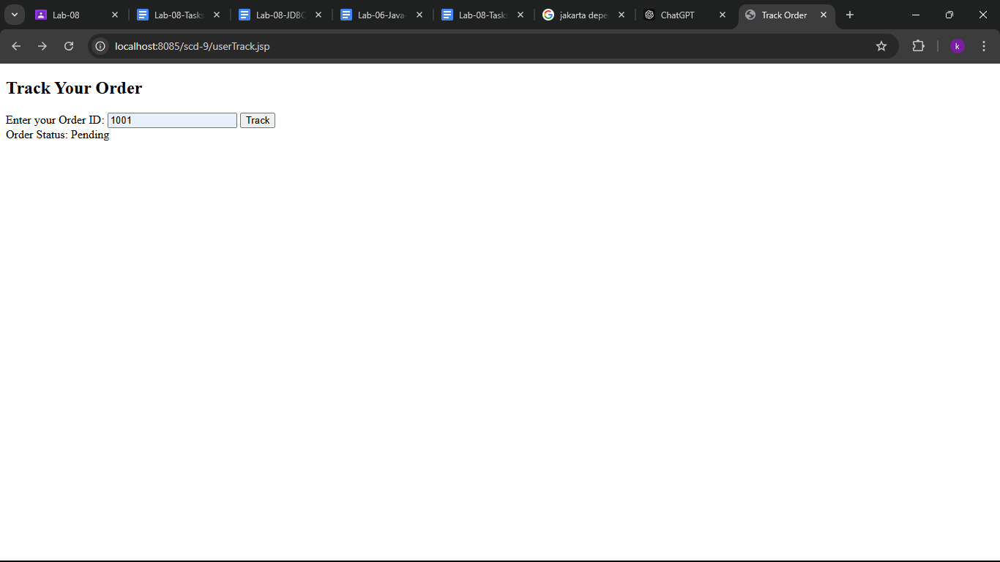 Lab-08
Lab-08-Tasks
Lab-08-JDBC
Lab-06-Java-
Lab-08-Tasks
jakarta depe
ChatGPT
Track Order
localhost:8085/scd-9/userTrack.jsp
k
Track Your Order
Enter your Order ID: 1001 Track
Order Status: Pending